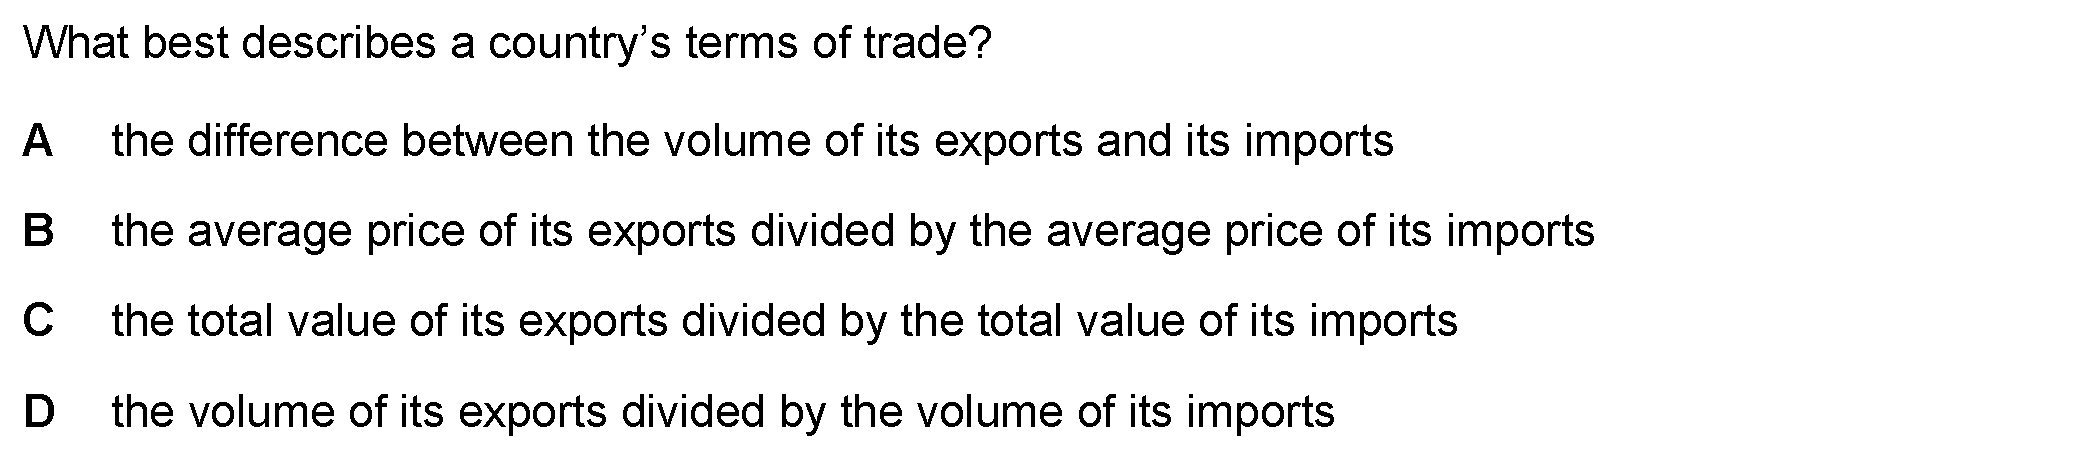 What best describes a country’s terms of trade?
A the difference between the volume of its exports and its imports
B the average price of its exports divided by the average price of its imports
C the total value of its exports divided by the total value of its imports
D the volume of its exports divided by the volume of its imports